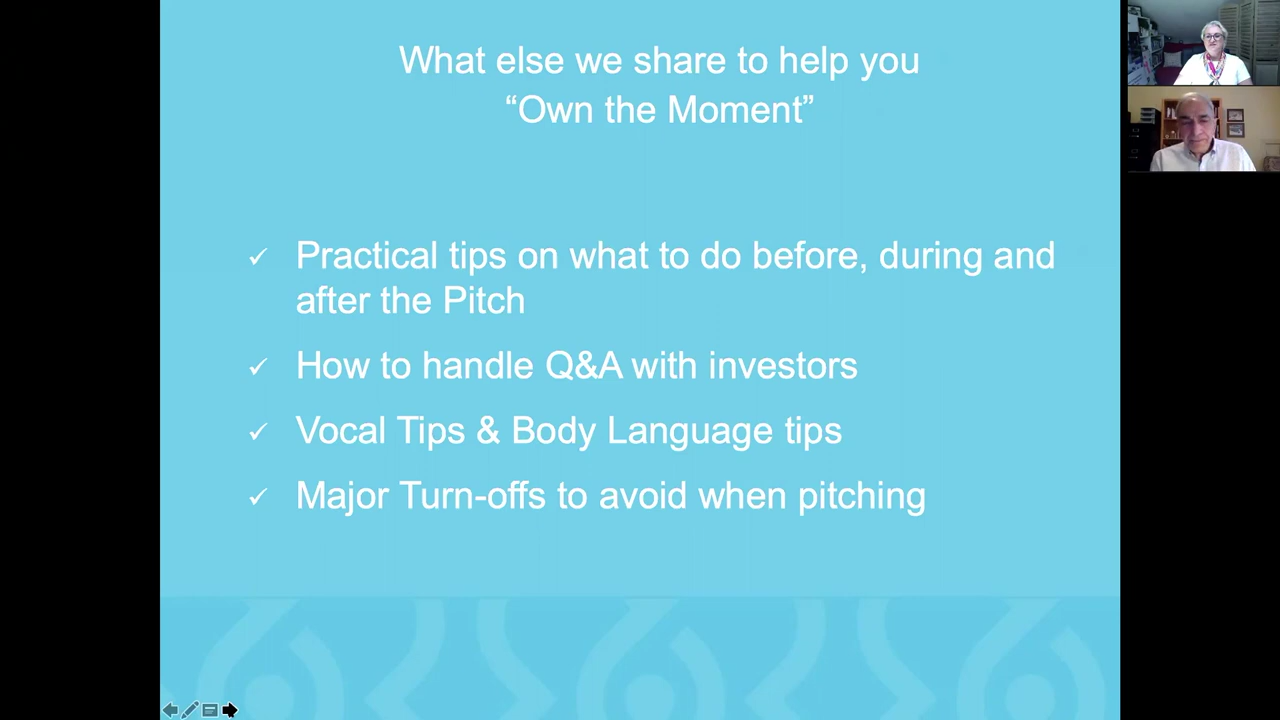 What else we share to help you
“Own the Moment”
✓ Practical tips on what to do before, during and
after the Pitch
✓ How to handle Q&A with investors
✓ Vocal Tips & Body Language tips
✓ Major Turn-offs to avoid when pitching